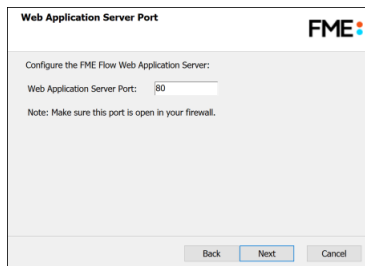 Web Application Server Port
FME
Configure the FME Flow Web Application Server:
Web Application Server Port: 80
Note: Make sure this port is open in your firewall.
Back Next Cancel